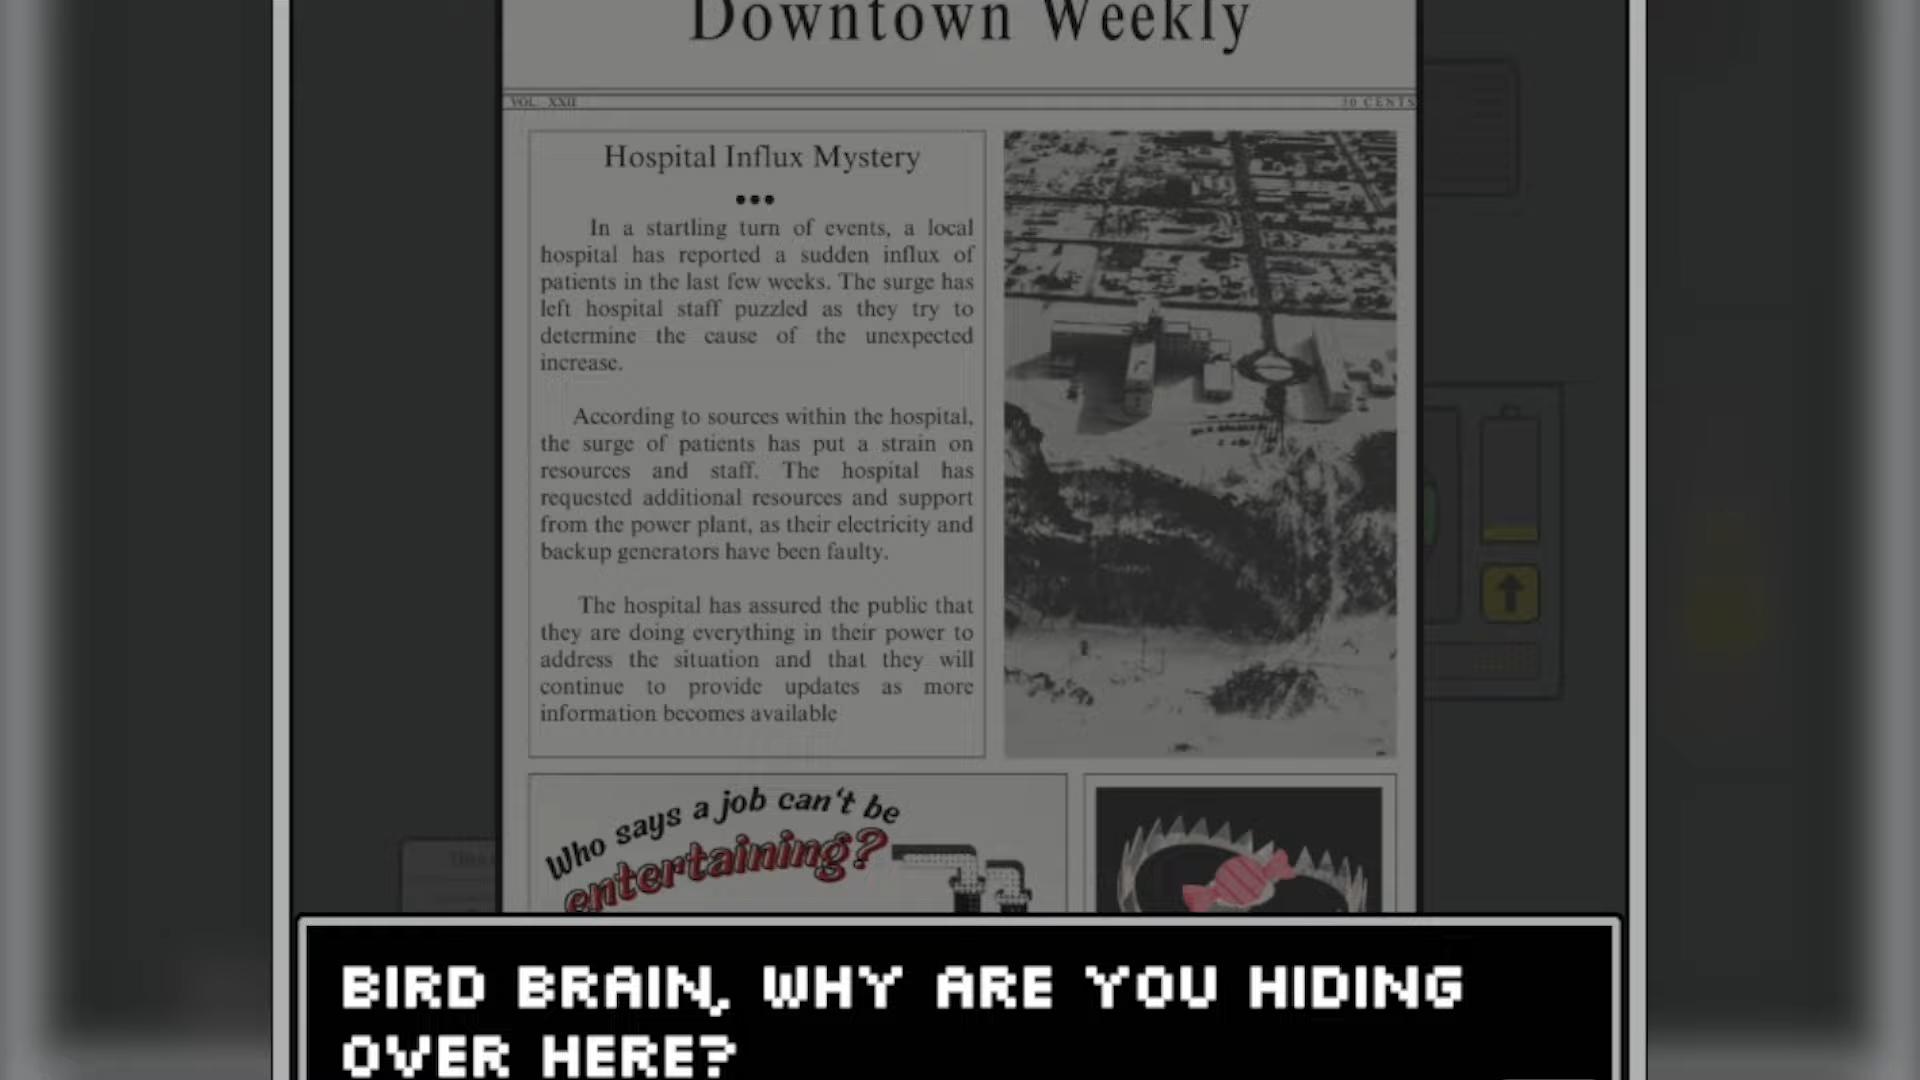 Downtown Weekly
VOL. XXII
30 CENTS
Hospital Influx Mystery
In a startling turn of events, a local
hospital has reported a sudden influx of
patients in the last few weeks. The surge has
left hospital staff puzzled as they try to
determine the cause of the unexpected
increase.
According to sources within the hospital,
the surge of patients has put a strain on
resources and staff. The hospital has
requested additional resources and support
from the power plant, as their electricity and
backup generators have been faulty.
The hospital has assured the public that
they are doing everything in their power to
address the situation and that they will
continue to provide updates as more
information becomes available
Who says a job can't be
entertaining?
BIRD BRAIN, WHY ARE YOU HIDING
OVER HERE?